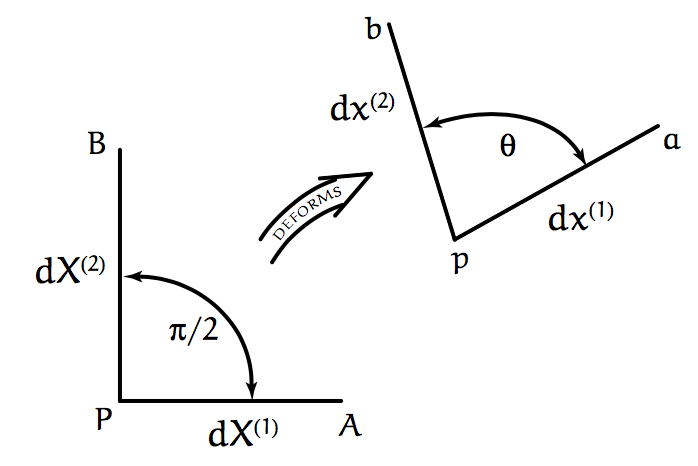 b
dx(2)
θ
a
dx(1)
p
DEFORMS
B
dX(2)
π/2
P
dX(1)
A